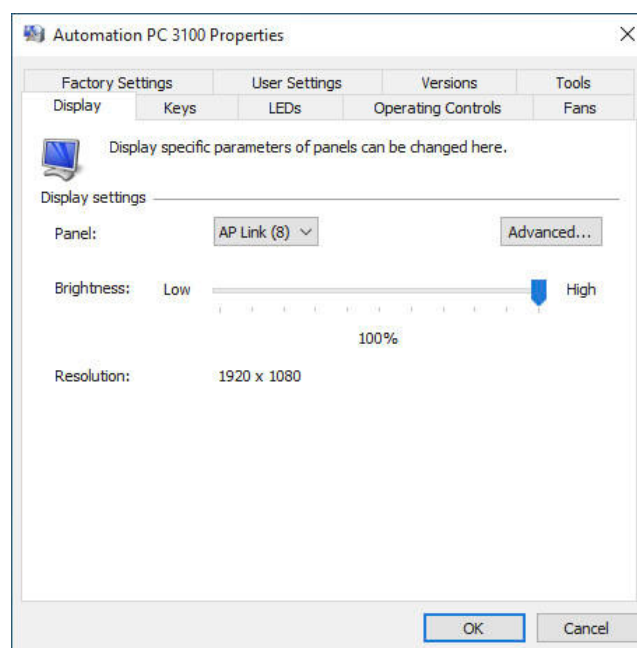 Automation PC 3100 Properties
Factory Settings User Settings Versions Tools
Display Keys LEDs Operating Controls Fans
Display specific parameters of panels can be changed here.
Display settings
Panel: AP Link (8) Advanced...
Brightness: Low High
100%
Resolution: 1920 x 1080
OK Cancel